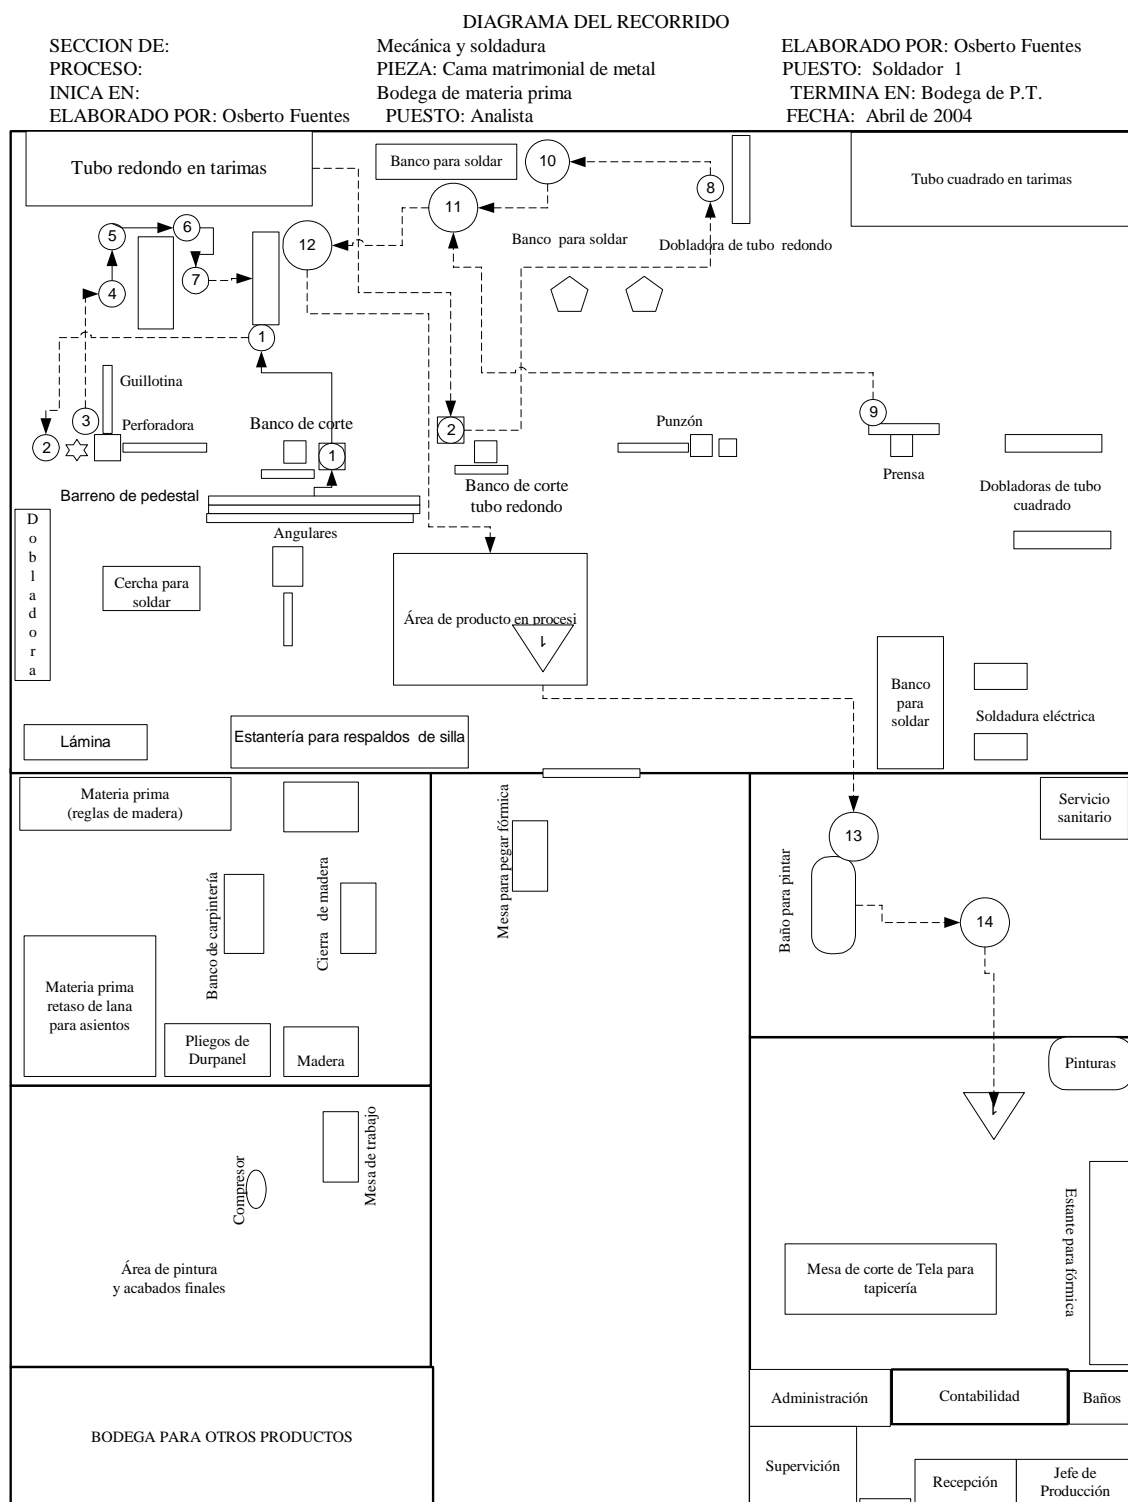 DIAGRAMA DEL RECORRIDO
SECCION DE:
Mecánica y soldadura
ELABORADO POR: Osberto Fuentes
PROCESO:
PIEZA: Cama matrimonial de metal
PUESTO: Soldador 1
INICA EN:
Bodega de materia prima
TERMINA EN: Bodega de P.T.
ELABORADO POR: Osberto Fuentes
PUESTO: Analista
FECHA: Abril de 2004
Tubo redondo en tarimas
Banco para soldar
10
8
Tubo cuadrado en tarimas
11
5
6
12
Banco para soldar
Dobladora de tubo redondo
4
7
1
Guillotina
3
Perforadora
Banco de corte
2
2
1
Punzón
9
Prensa
Barreno de pedestal
Banco de corte
tubo redondo
Dobladoras de tubo
cuadrado
D
o
b
l
a
d
o
r
a
Angulares
Cercha para
soldar
Área de producto en procesi
1
Banco
para
soldar
Soldadura eléctrica
Lámina
Estantería para respaldos de silla
Materia prima
(reglas de madera)
Mesa para pegar fórmica
Servicio
sanitario
13
Baño para pintar
Banco de carpintería
Cierra de madera
14
Materia prima
retaso de lana
para asientos
Pliegos de
Durpanel
Madera
Pinturas
1
Mesa de trabajo
Compresor
Estante para fórmica
Área de pintura
y acabados finales
Mesa de corte de Tela para
tapicería
Administración
Contabilidad
Baños
BODEGA PARA OTROS PRODUCTOS
Supervición
Recepción
Jefe de
Producción